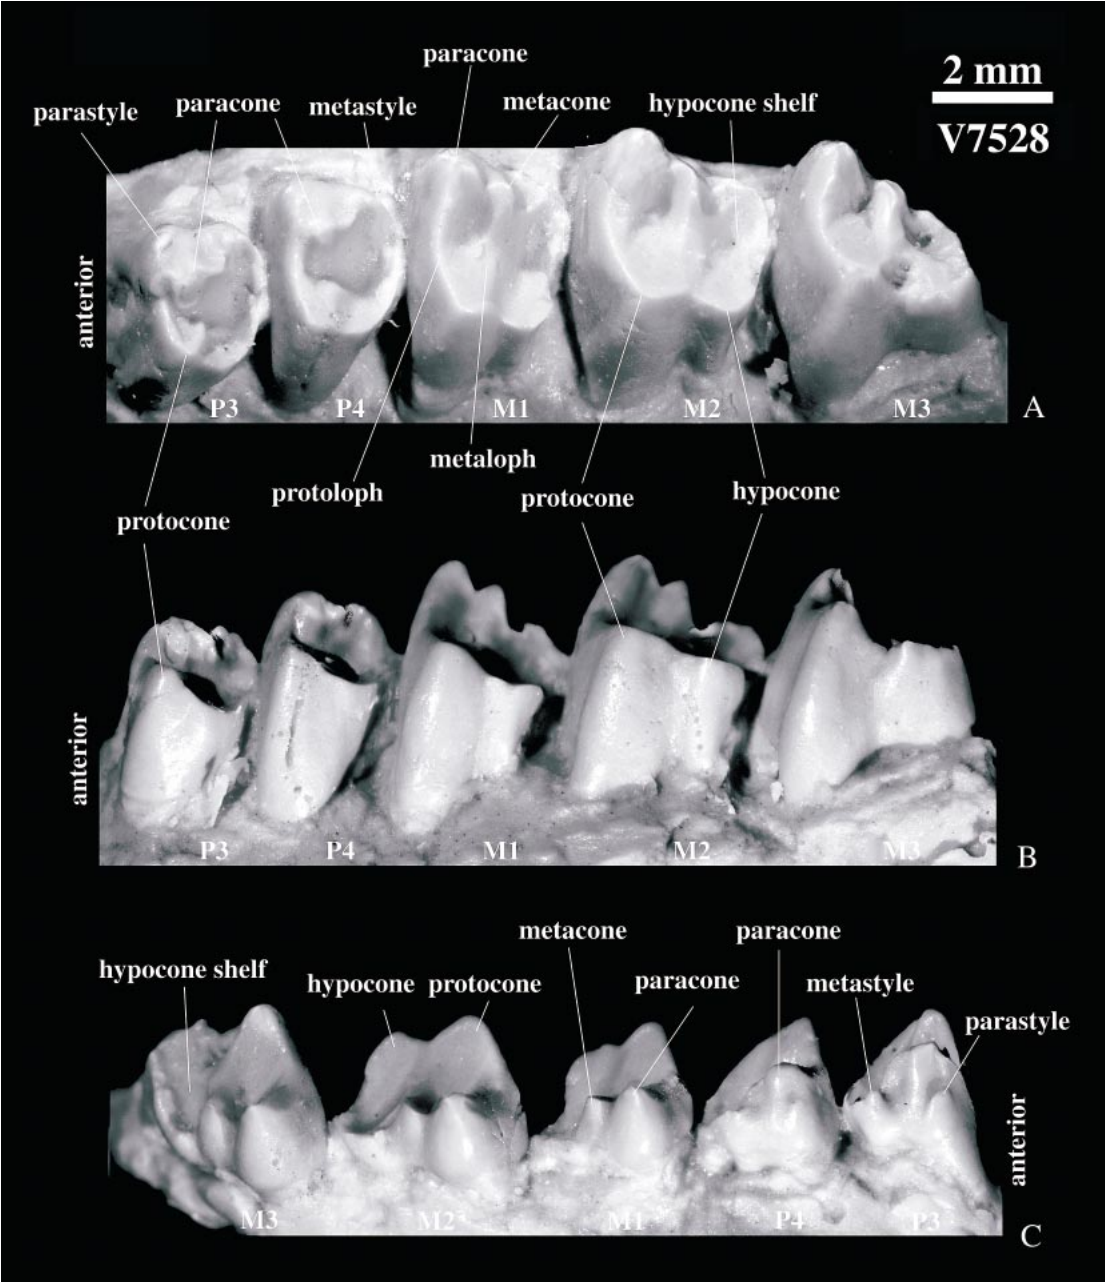 paracone
2 mm
parastyle
paracone
metastyle
metacone
hypocone shelf
V7528
anterior
P3
P4
M1
M2
M3
A
metaloph
protoloph
protocone
hypocone
protocone
anterior
P3
P4
M1
M2
M3
B
metacone
paracone
hypocone shelf
hypocone
protocone
paracone
metastyle
parastyle
anterior
M3
M2
M1
P4
P3
C